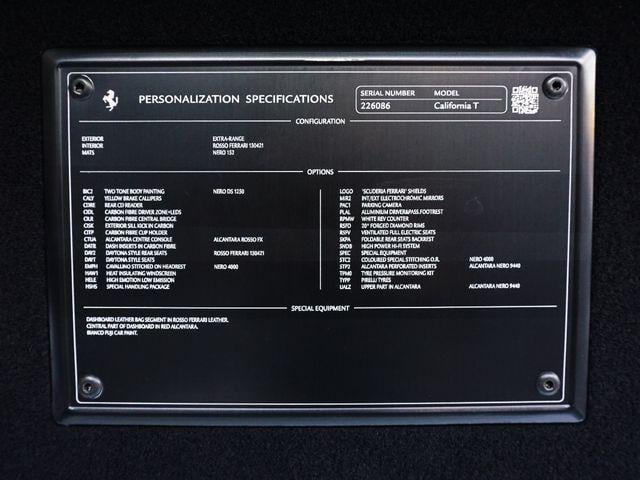 PERSONALIZATION SPECIFICATIONS
SERIAL NUMBER MODEL
226086 California T
CONFIGURATION
EXTERIOR EXTRA-RANGE
INTERIOR ROSSO FERRARI 130421
MATS NERO 152
OPTIONS
BIC2 TWO TONE BODY PAINTING NERO DS 1250
CALY YELLOW BRAKE CALLIPERS
CDRE REAR CD READER
CIDL CARBON FIBRE DRIVER ZONE+LEDS
CILR CARBON FIBRE CENTRAL BRIDGE
CISK EXTERIOR SILL KICK IN CARBON
CITP CARBON FIBRE CUP HOLDER
CTUA ALCANTARA CENTRE CONSOLE ALCANTARA ROSSO FX
DATR DASH INSERTS IN CARBON FIBRE
DAY2 DAYTONA STYLE REAR SEATS ROSSO FERRARI 130421
DAYT DAYTONA STYLE SEATS
EMPH CAVALLINO STITCHED ON HEADREST NERO 4000
HAW1 HEAT INSULATING WINDSCREEN
HELE HIGH EMOTION LOW EMISSION
HSHS SPECIAL HANDLING PACKAGE
LOGO 'SCUDERIA FERRARI' SHIELDS
MIR2 INT/EXT ELECTROCHROMIC MIRRORS
PAC1 PARKING CAMERA
PLAL ALUMINIUM DRIVER&PASS.FOOTREST
RPMW WHITE REV COUNTER
RSFO 20" FORGED DIAMOND RIMS
RSPV VENTILATED FULL ELECTRIC SEATS
SKPA FOLDABLE REAR SEATS BACKREST
SNDB HIGH POWER HI-FI SYSTEM
SPEC SPECIAL EQUIPMENT
STC2 COLOURED SPECIAL STITCHING O.R. NERO 4000
STP2 ALCANTARA PERFORATED INSERTS ALCANTARA NERO 9440
TPM0 TYRE PRESSURE MONITORING KIT
TYPP PIRELLI TYRES
UALZ UPPER PART IN ALCANTARA ALCANTARA NERO 9440
SPECIAL EQUIPMENT
DASHBOARD LEATHER BAG SEGMENT IN ROSSO FERRARI LEATHER.
CENTRAL PART OF DASHBOARD IN RED ALCANTARA.
BIANCO FUJI CAR PAINT.